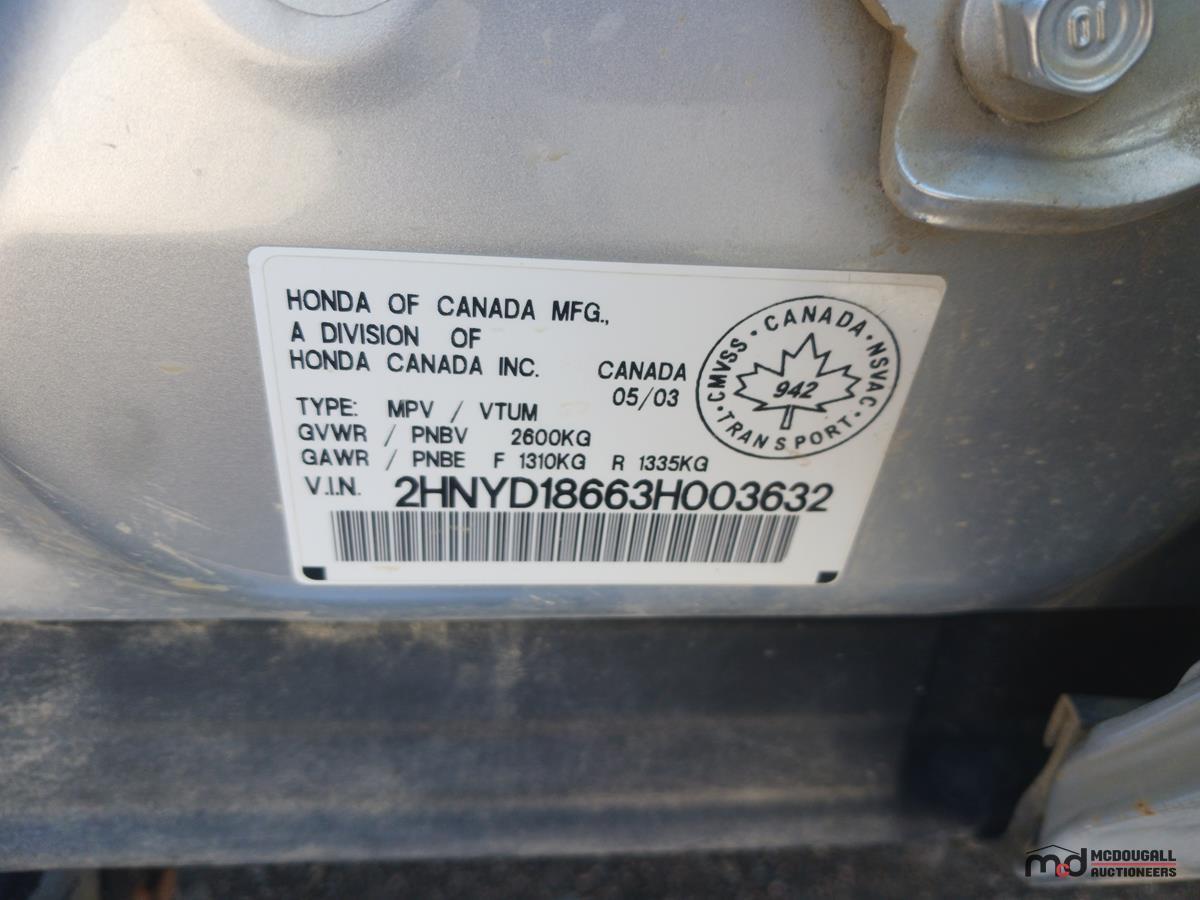 10
HONDA OF CANADA MFG.,
A DIVISION OF
HONDA CANADA INC.
CANADA
05/03
CMVSS · CANADA · NSVAC · TRANSPORT ·
942
TYPE: MPV / VTUM
GVWR / PNBV 2600KG
GAWR / PNBE F 1310KG R 1335KG
V.I.N. 2HNYD18663H003632
mcd MCDOUGALL
AUCTIONEERS